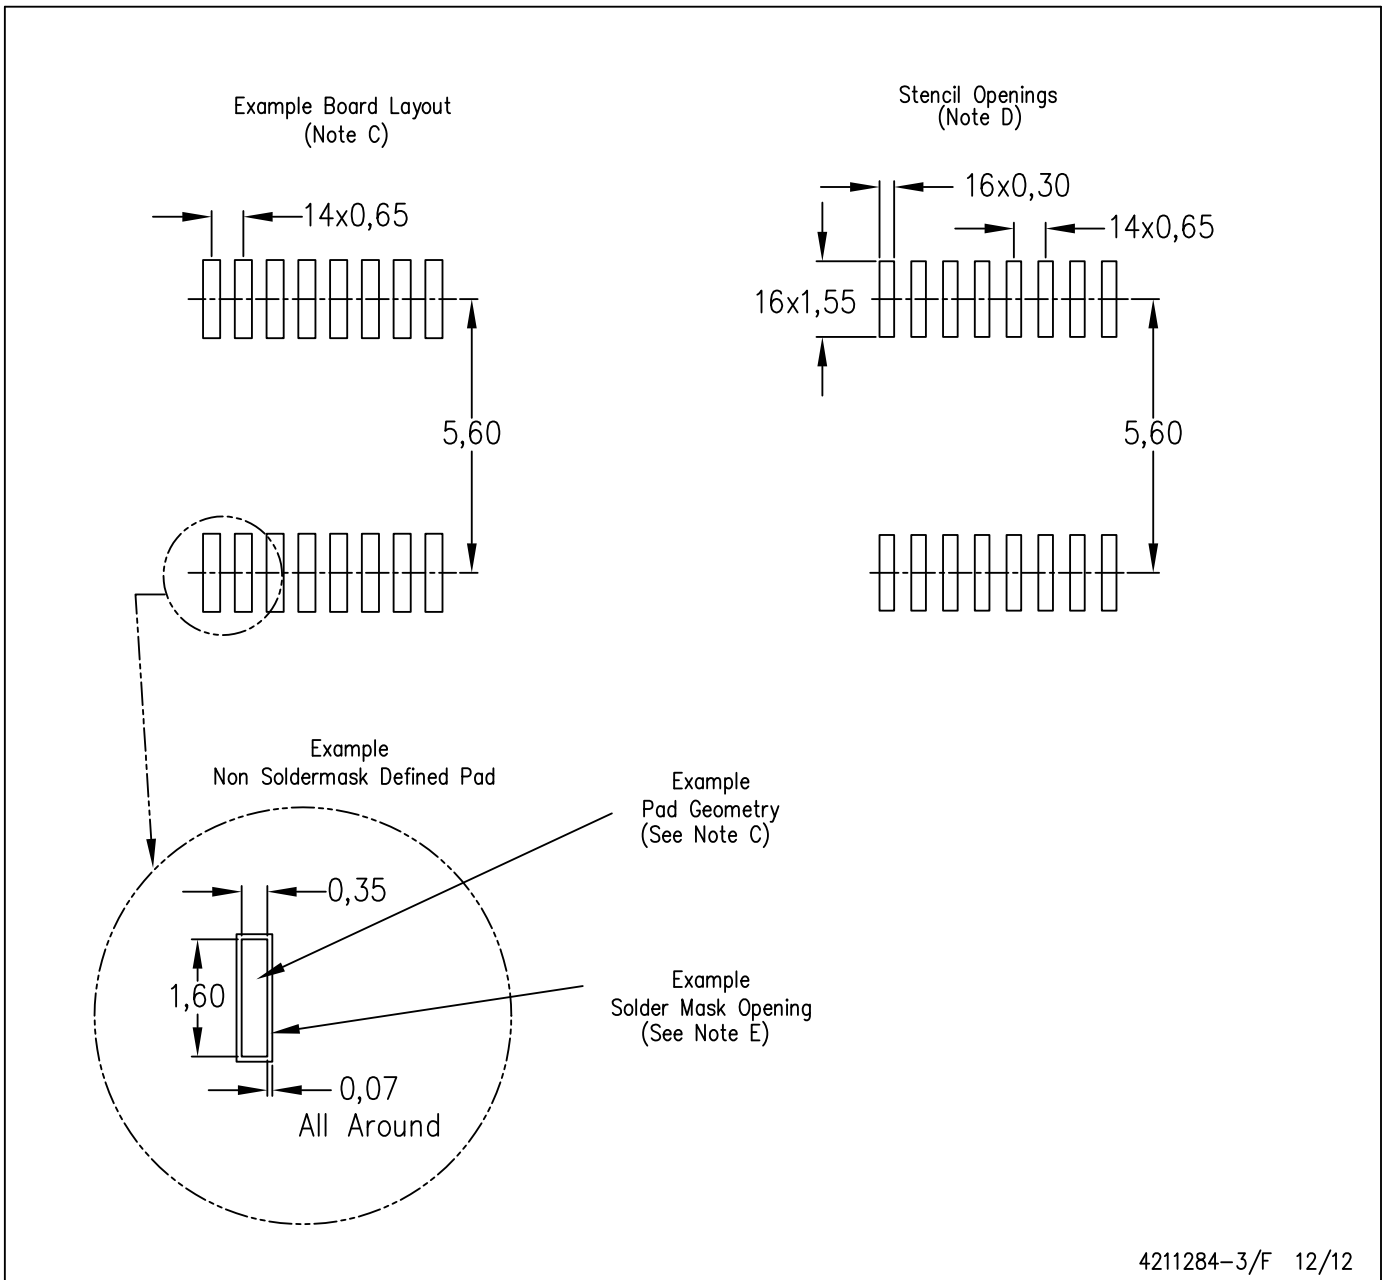 Example Board Layout
(Note C)
14x0,65
5,60
Stencil Openings
(Note D)
16x0,30
14x0,65
16x1,55
5,60
Example
Non Soldermask Defined Pad
Example
Pad Geometry
(See Note C)
0,35
1,60
Example
Solder Mask Opening
(See Note E)
0,07
All Around
4211284-3/F 12/12